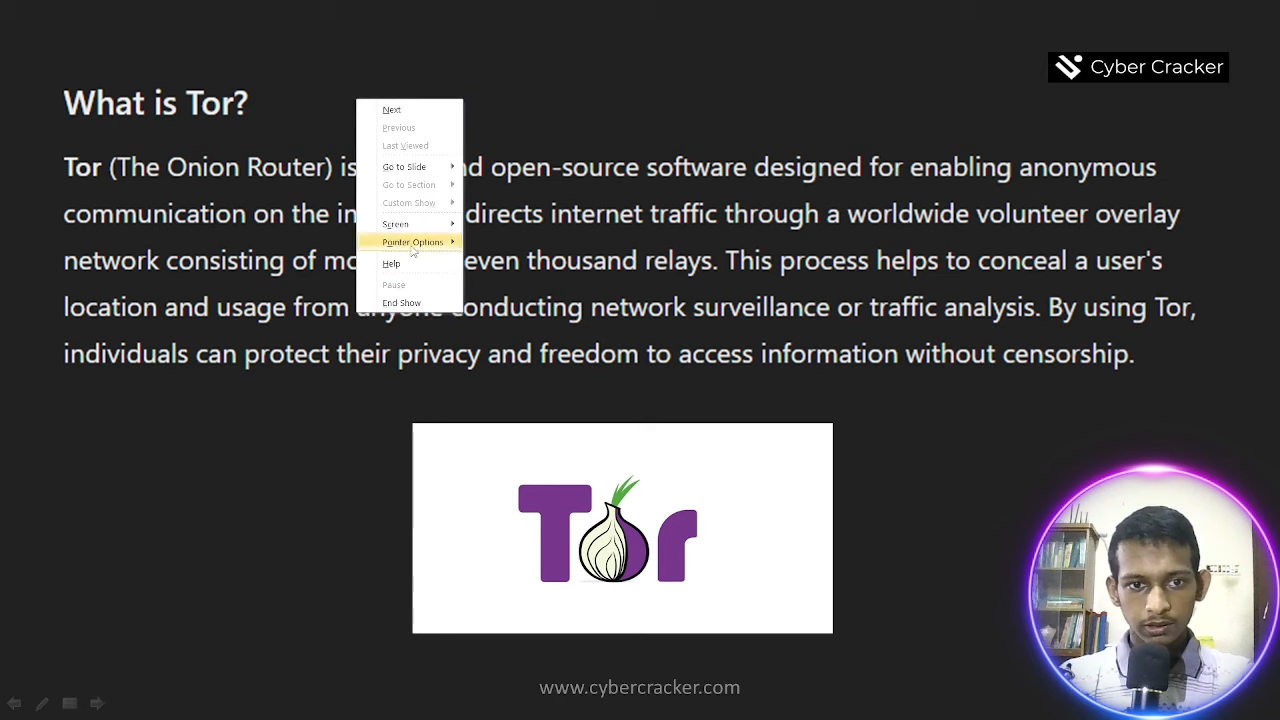 Cyber Cracker
What is Tor?
Tor (The Onion Router) is nd open-source software designed for enabling anonymous
communication on the in directs internet traffic through a worldwide volunteer overlay
network consisting of mo even thousand relays. This process helps to conceal a user's
location and usage from anyone conducting network surveillance or traffic analysis. By using Tor,
individuals can protect their privacy and freedom to access information without censorship.
Next
Previous
Last Viewed
Go to Slide
Go to Section
Custom Show
Screen
Pointer Options
Help
Pause
End Show
Tor
www.cybercracker.com